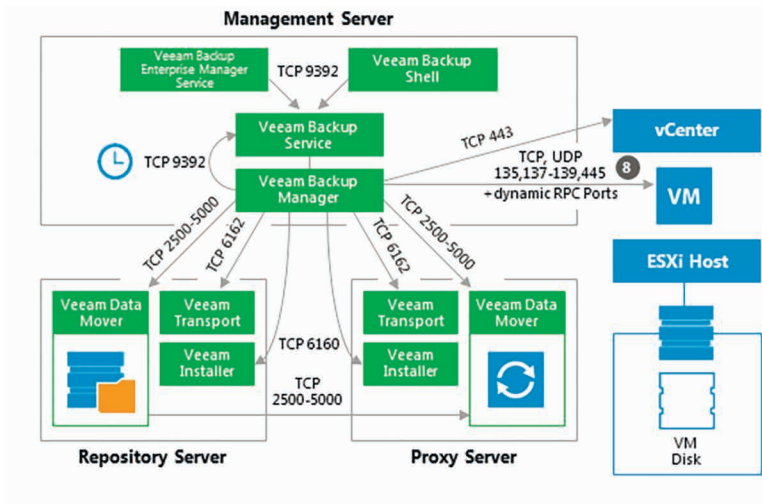 Management Server
Veeam Backup
Enterprise Manager
Service
TCP 9392
Veeam Backup
Shell
Veeam Backup
Service
TCP 9392
Veeam Backup
Manager
TCP 443
vCenter
TCP, UDP
135,137-139,445
+dynamic RPC Ports
8
VM
TCP 2500-5000
TCP 6162
TCP 6162
TCP 2500-5000
ESXi Host
Veeam Data
Mover
Veeam
Transport
Veeam
Installer
TCP 6160
TCP
2500-5000
Veeam
Transport
Veeam
Installer
Veeam Data
Mover
VM
Disk
Repository Server
Proxy Server